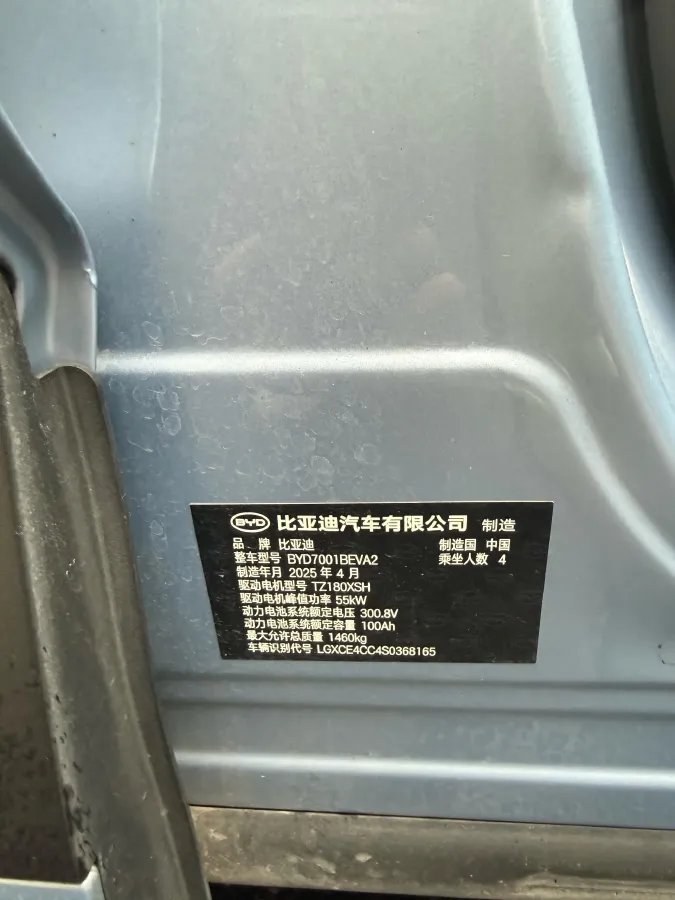 BYD 比亚迪汽车有限公司 制造
品 牌 比亚迪 制造国 中国
整车型号 BYD7001BEVA2 乘坐人数 4
制造年月 2025 年 4 月
驱动电机型号 TZ180XSH
驱动电机峰值功率 55kW
动力电池系统额定电压 300.8V
动力电池系统额定容量 100Ah
最大允许总质量 1460kg
车辆识别代号 LGXCE4CC4S0368165